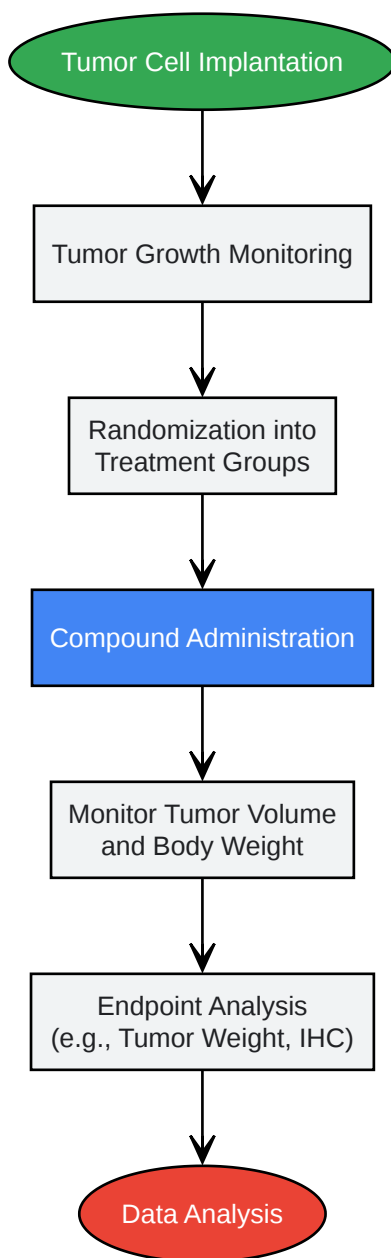 Tumor Cell Implantation
Tumor Growth Monitoring
Randomization into
Treatment Groups
Compound Administration
Monitor Tumor Volume
and Body Weight
Endpoint Analysis
(e.g., Tumor Weight, IHC)
Data Analysis